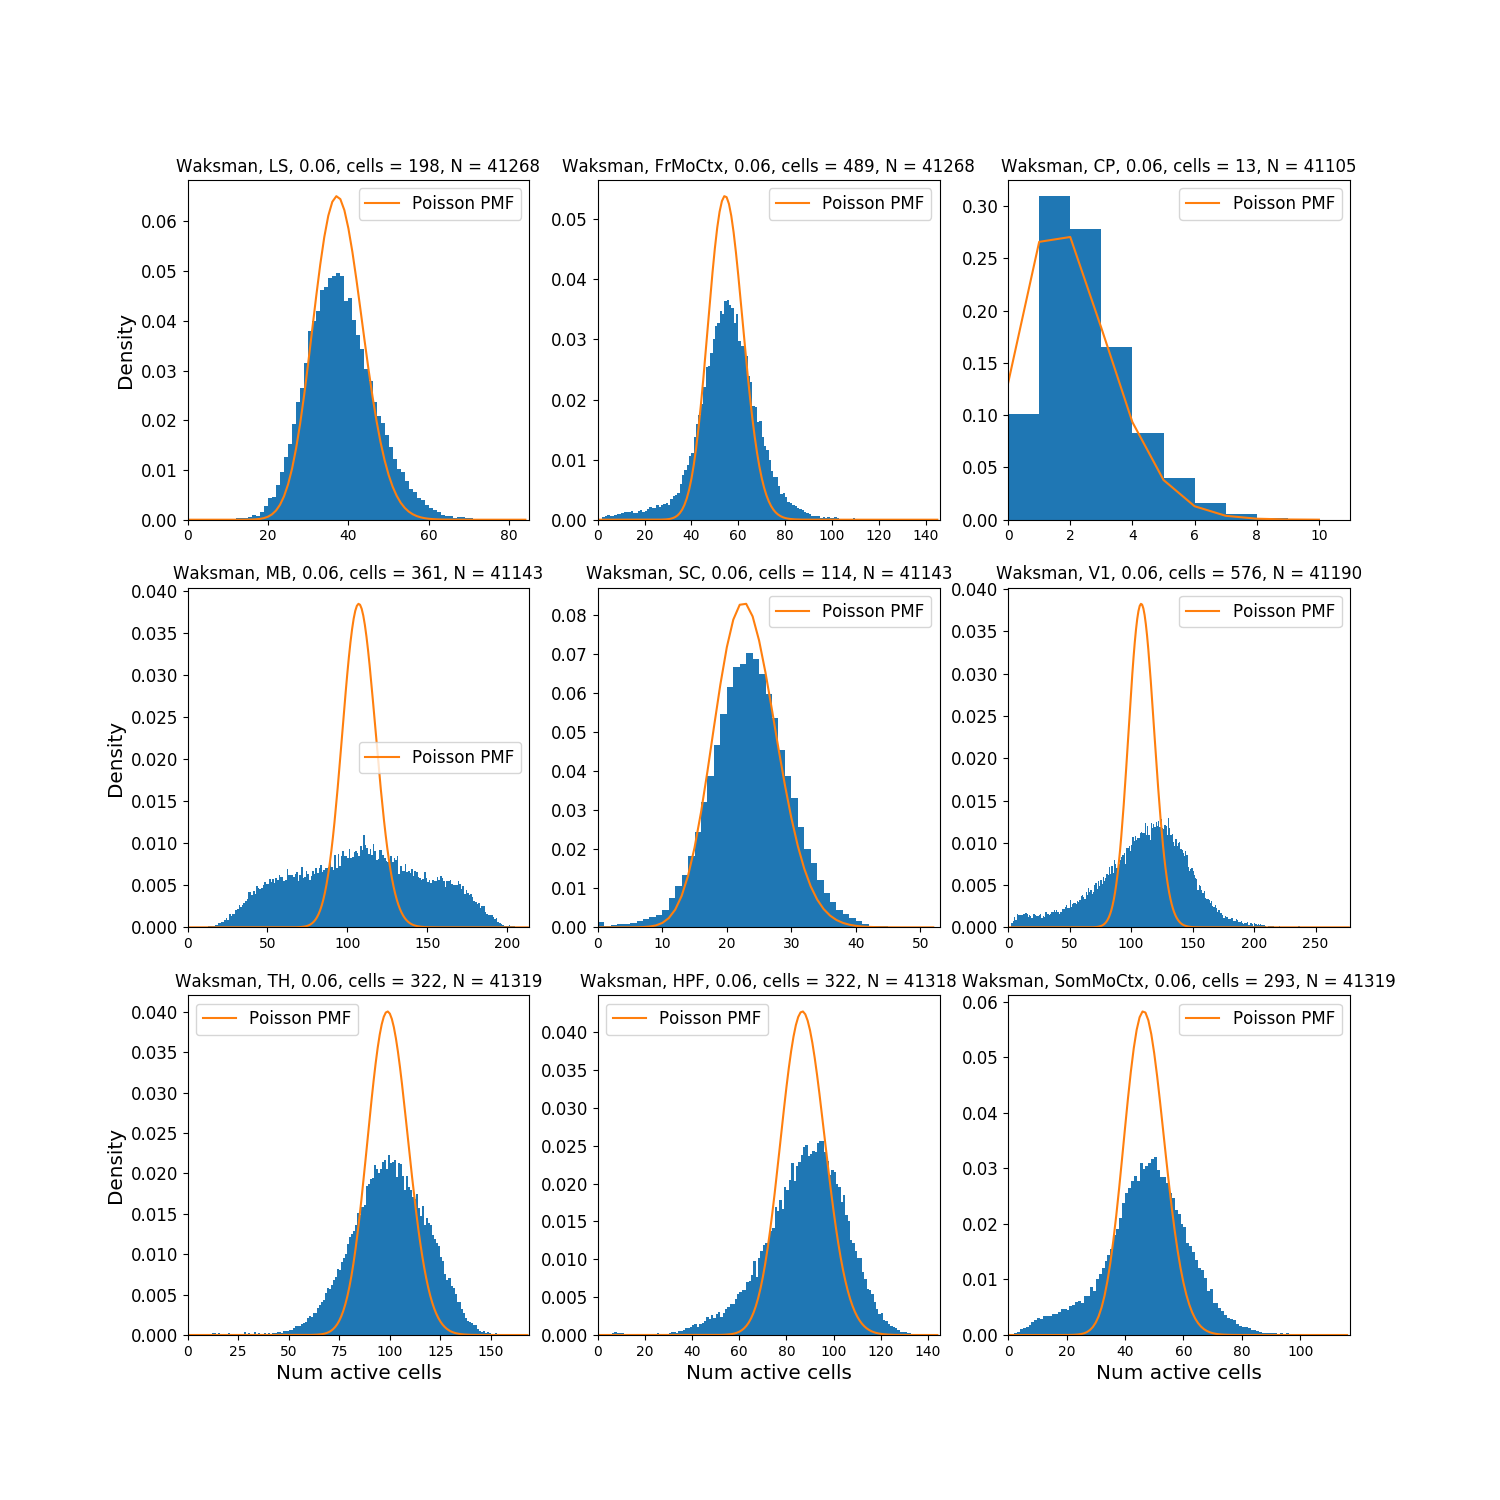 Waksman, LS, 0.06, cells = 198, N = 41268
Waksman, FrMoCtx, 0.06, cells = 489, N = 41268
Waksman, CP, 0.06, cells = 13, N = 41105
Poisson PMF
Poisson PMF
Poisson PMF
Density
0.06
0.05
0.04
0.03
0.02
0.01
0.00
0 20 40 60 80
0.05
0.04
0.03
0.02
0.01
0.00
0 20 40 60 80 100 120 140
0.30
0.25
0.20
0.15
0.10
0.05
0.00
0 2 4 6 8 10
Waksman, MB, 0.06, cells = 361, N = 41143
Waksman, SC, 0.06, cells = 114, N = 41143
Waksman, V1, 0.06, cells = 576, N = 41190
Poisson PMF
Poisson PMF
Poisson PMF
Density
0.040
0.035
0.030
0.025
0.020
0.015
0.010
0.005
0.000
0 50 100 150 200
0.08
0.07
0.06
0.05
0.04
0.03
0.02
0.01
0.00
0 10 20 30 40 50
0.040
0.035
0.030
0.025
0.020
0.015
0.010
0.005
0.000
0 50 100 150 200 250
Waksman, TH, 0.06, cells = 322, N = 41319
Waksman, HPF, 0.06, cells = 322, N = 41318
Waksman, SomMoCtx, 0.06, cells = 293, N = 41319
Poisson PMF
Poisson PMF
Poisson PMF
Density
0.040
0.035
0.030
0.025
0.020
0.015
0.010
0.005
0.000
0 25 50 75 100 125 150
Num active cells
0.040
0.035
0.030
0.025
0.020
0.015
0.010
0.005
0.000
0 20 40 60 80 100 120 140
Num active cells
0.06
0.05
0.04
0.03
0.02
0.01
0.00
0 20 40 60 80 100
Num active cells